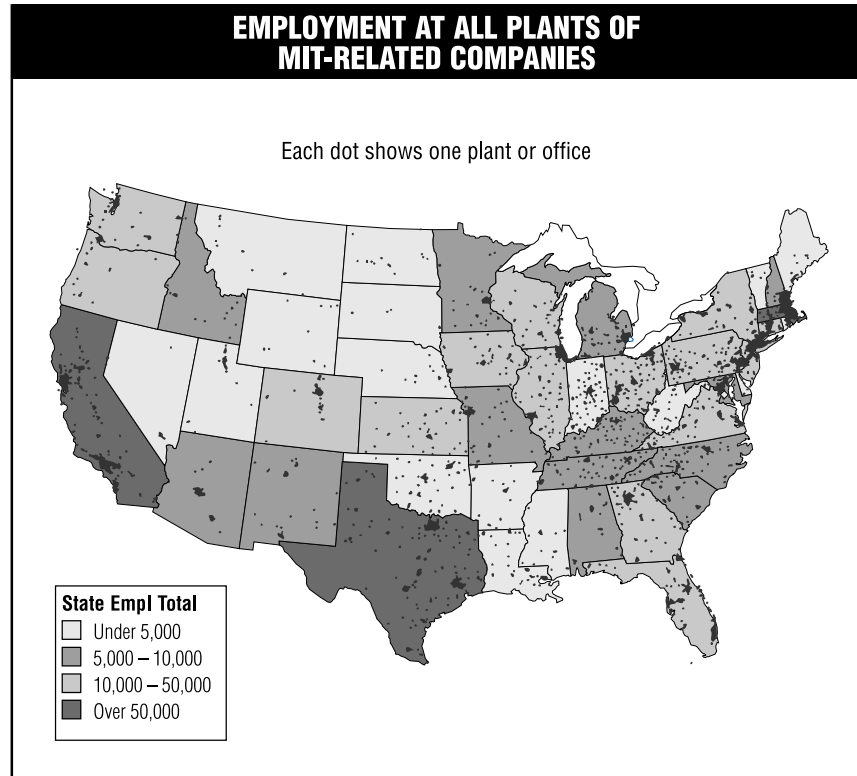 EMPLOYMENT AT ALL PLANTS OF
MIT-RELATED COMPANIES
Each dot shows one plant or office
State Empl Total
Under 5,000
5,000 – 10,000
10,000 – 50,000
Over 50,000